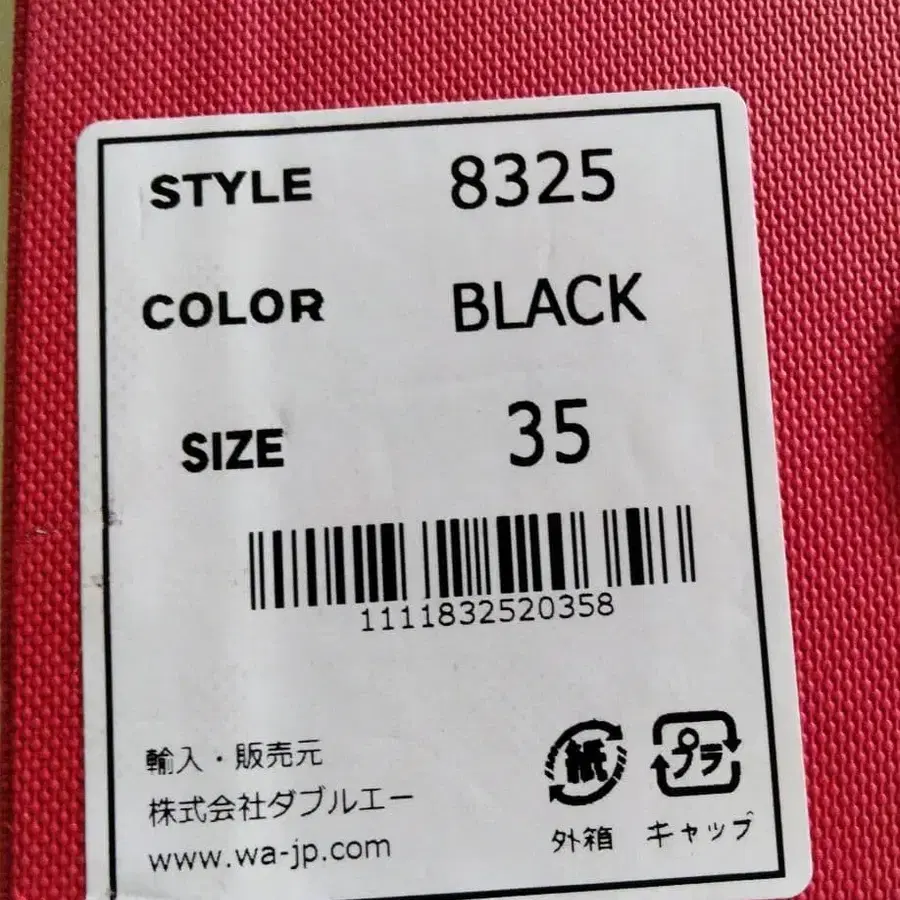 STYLE 8325
COLOR BLACK
SIZE 35
1111832520358
輸入・販売元
株式会社ダブルエー
www.wa-jp.com
紙 プラ
外箱 キャップ